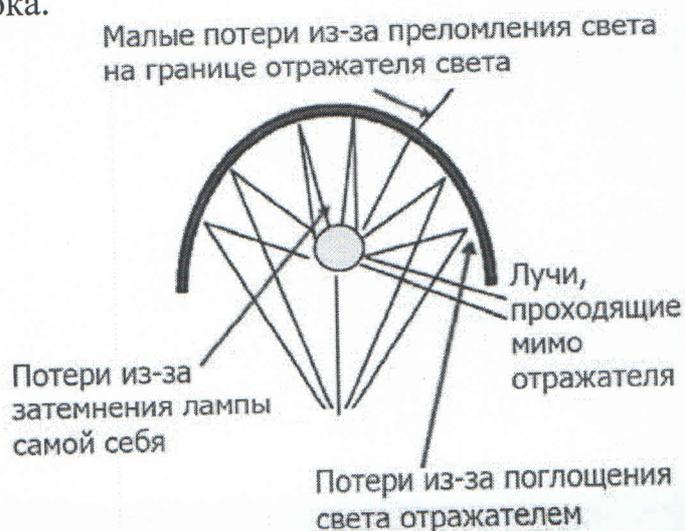 Малые потери из-за преломления света
на границе отражателя света
Лучи,
проходящие
мимо
отражателя
Потери из-за
затемнения лампы
самой себя
Потери из-за поглощения
света отражателем